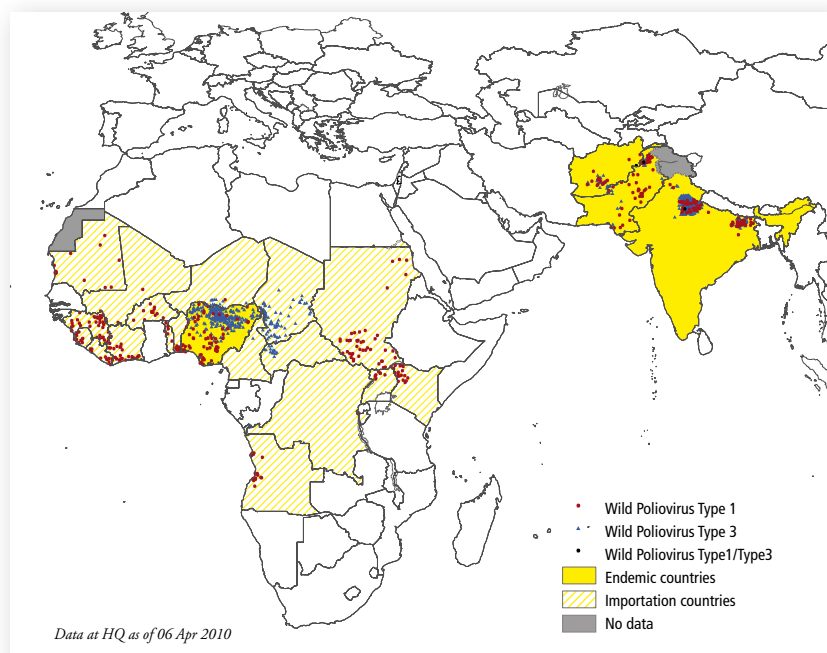 Wild Poliovirus Type 1
Wild Poliovirus Type 3
Wild Poliovirus Type1/Type3
Endemic countries
Importation countries
No data
Data at HQ as of 06 Apr 2010